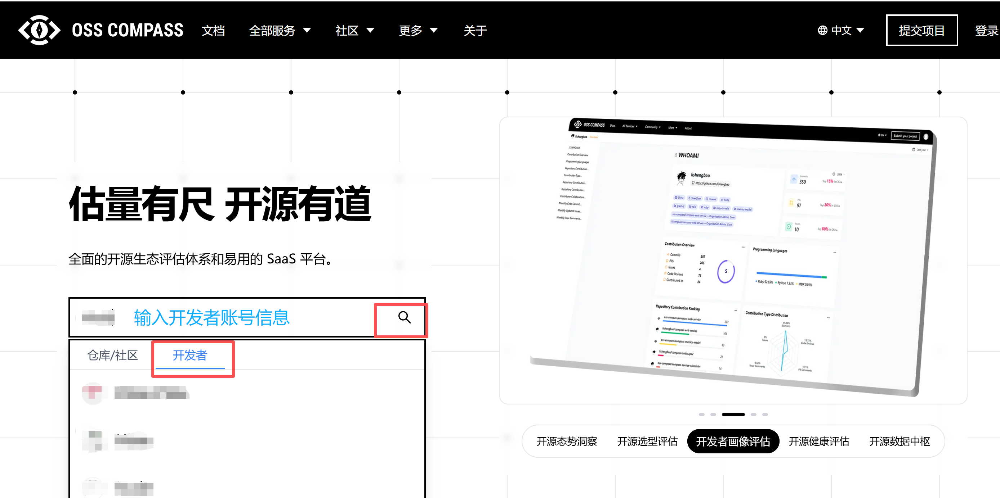 OSS COMPASS 文档 全部服务 社区 更多 关于 中文 提交项目 登录
估量有尺 开源有道
全面的开源生态评估体系和易用的 SaaS 平台。
输入开发者账号信息
仓库/社区 开发者
OSS COMPASS Docs All Services Community More About EN Submit your project
lishengbao Developer Last year
WHOAMI
Contribution Overview
Programming Languages
Repository Contribution...
Contribution Type...
Repository Contribution...
Repository Contribution...
Contributor Collaboration...
Monthly Code Commit...
Monthly Updated Issues...
Monthly Issue Comments...
WHOAMI
lishengbao
https://github.com/lishengbao
China ShenZhen Huawei Ruby
graphql rails ruby ruby-on-rails metrics-model
oss-compass/compass-web-service -- Organization Admin, Core
lishengbao/compass-web-service -- Organization Admin, Core
2024
Commits
350 Top 15% in China
PRs
97 Top 20% in China
Issues
10 Top 80% in China
Contribution Overview
Commits 287
PRs 206
Issues 4
Code Reviews 78
Contributed to 24
S
Programming Languages
Ruby 92.65% Python 7.33% MDX 0.01%
Repository Contribution Ranking
oss-compass/compass-web-service 237
lishengbao/compass-web-service 104
oss-compass/compass-metrics-model 63
lishengbao/compass-landscape2 21
oss-compass/compass-service-scheduler 14
Contribution Type Distribution
49.06%
Commits
13.33%
Code Reviews
1.71%
PR Comments
0.60%
Issue Comments
0%
Issues
开源态势洞察 开源选型评估 开发者画像评估 开源健康评估 开源数据中枢